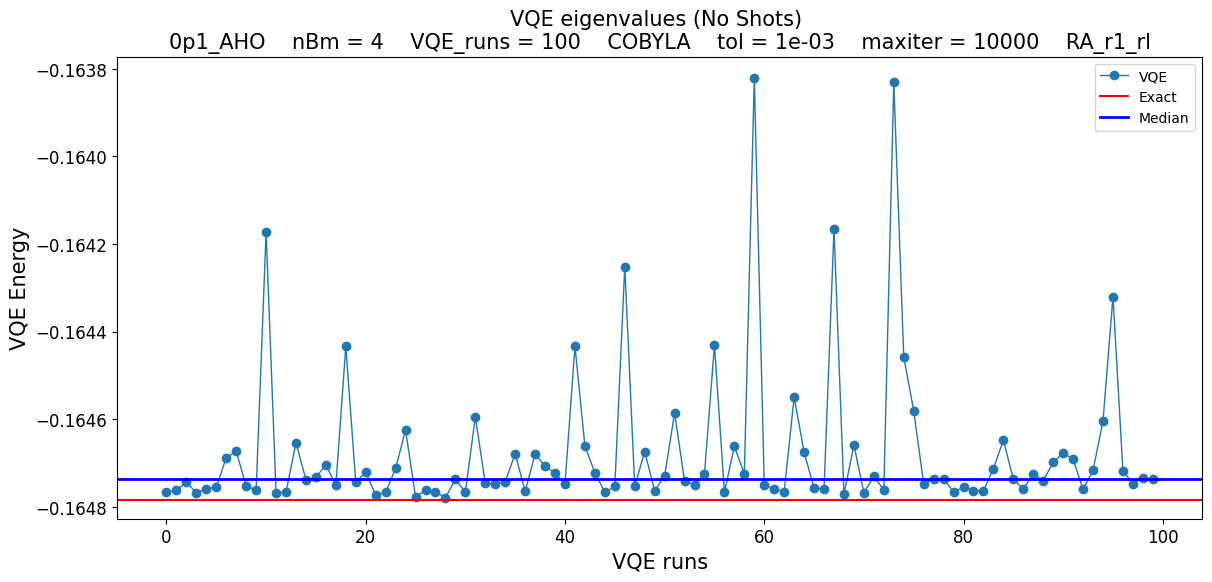 VQE eigenvalues (No Shots)
0p1_AHO    nBm = 4    VQE_runs = 100    COBYLA    tol = 1e-03    maxiter = 10000    RA_r1_rl
VQE
Exact
Median
VQE Energy
−0.1638
−0.1640
−0.1642
−0.1644
−0.1646
−0.1648
0 20 40 60 80 100
VQE runs